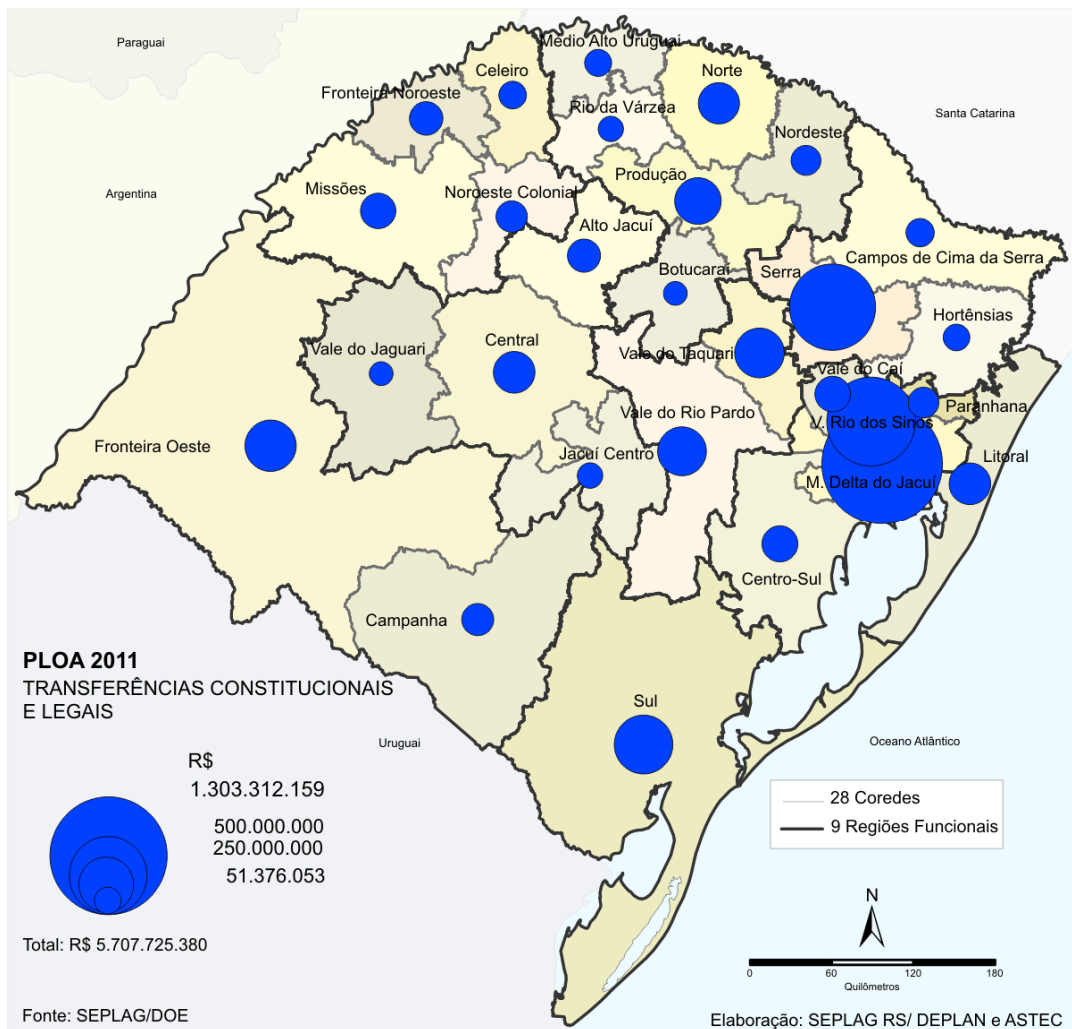 Paraguai
Médio Alto Uruguai
Celeiro
Norte
Fronteira Noroeste
Rio da Várzea
Santa Catarina
Nordeste
Produção
Argentina
Missões
Noroeste Colonial
Alto Jacuí
Campos de Cima da Serra
Botucaraí
Serra
Hortênsias
Central
Vale do Jaguari
Vale do Taquari
Vale do Caí
Paranhana
Vale do Rio Pardo
V. Rio dos Sinos
Fronteira Oeste
Jacuí Centro
Litoral
M. Delta do Jacuí
Centro-Sul
Campanha
PLOA 2011
TRANSFERÊNCIAS CONSTITUCIONAIS
E LEGAIS
Sul
Uruguai
Oceano Atlântico
R$
1.303.312.159
500.000.000
250.000.000
51.376.053
28 Coredes
9 Regiões Funcionais
Total: R$ 5.707.725.380
N
0 60 120 180
Quilômetros
Fonte: SEPLAG/DOE
Elaboração: SEPLAG RS/ DEPLAN e ASTEC